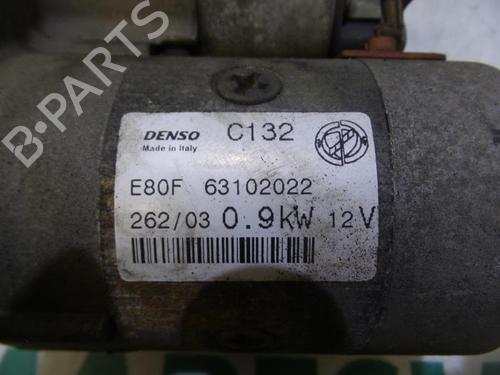 B-PARTS
DENSO C132
Made in Italy
E80F 63102022
262/03 0.9kW 12V